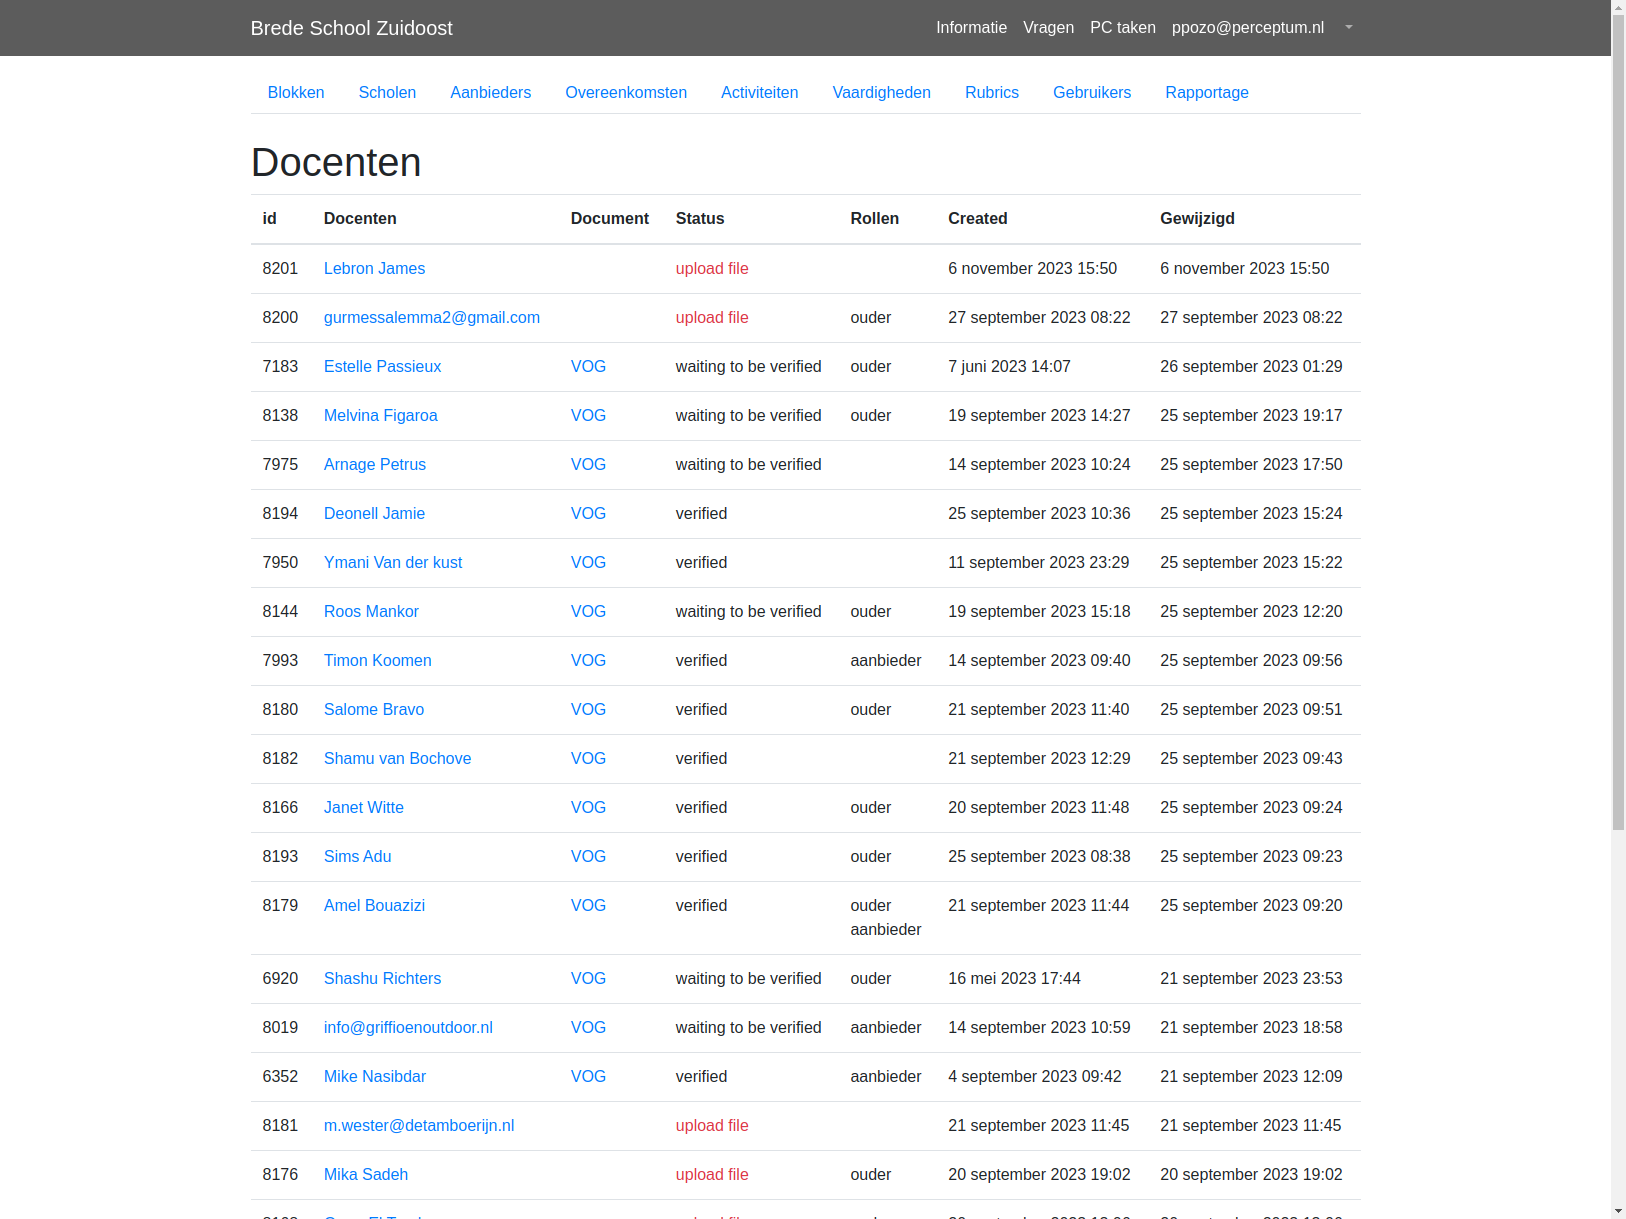 Brede School Zuidoost Informatie Vragen PC taken ppozo@perceptum.nl
Blokken Scholen Aanbieders Overeenkomsten Activiteiten Vaardigheden Rubrics Gebruikers Rapportage
Docenten
id Docenten Document Status Rollen Created Gewijzigd
8201 Lebron James upload file 6 november 2023 15:50 6 november 2023 15:50
8200 gurmessalemma2@gmail.com upload file ouder 27 september 2023 08:22 27 september 2023 08:22
7183 Estelle Passieux VOG waiting to be verified ouder 7 juni 2023 14:07 26 september 2023 01:29
8138 Melvina Figaroa VOG waiting to be verified ouder 19 september 2023 14:27 25 september 2023 19:17
7975 Arnage Petrus VOG waiting to be verified 14 september 2023 10:24 25 september 2023 17:50
8194 Deonell Jamie VOG verified 25 september 2023 10:36 25 september 2023 15:24
7950 Ymani Van der kust VOG verified 11 september 2023 23:29 25 september 2023 15:22
8144 Roos Mankor VOG waiting to be verified ouder 19 september 2023 15:18 25 september 2023 12:20
7993 Timon Koomen VOG verified aanbieder 14 september 2023 09:40 25 september 2023 09:56
8180 Salome Bravo VOG verified ouder 21 september 2023 11:40 25 september 2023 09:51
8182 Shamu van Bochove VOG verified 21 september 2023 12:29 25 september 2023 09:43
8166 Janet Witte VOG verified ouder 20 september 2023 11:48 25 september 2023 09:24
8193 Sims Adu VOG verified ouder 25 september 2023 08:38 25 september 2023 09:23
8179 Amel Bouazizi VOG verified ouder 21 september 2023 11:44 25 september 2023 09:20
aanbieder
6920 Shashu Richters VOG waiting to be verified ouder 16 mei 2023 17:44 21 september 2023 23:53
8019 info@griffioenoutdoor.nl VOG waiting to be verified aanbieder 14 september 2023 10:59 21 september 2023 18:58
6352 Mike Nasibdar VOG verified aanbieder 4 september 2023 09:42 21 september 2023 12:09
8181 m.wester@detamboerijn.nl upload file 21 september 2023 11:45 21 september 2023 11:45
8176 Mika Sadeh upload file ouder 20 september 2023 19:02 20 september 2023 19:02